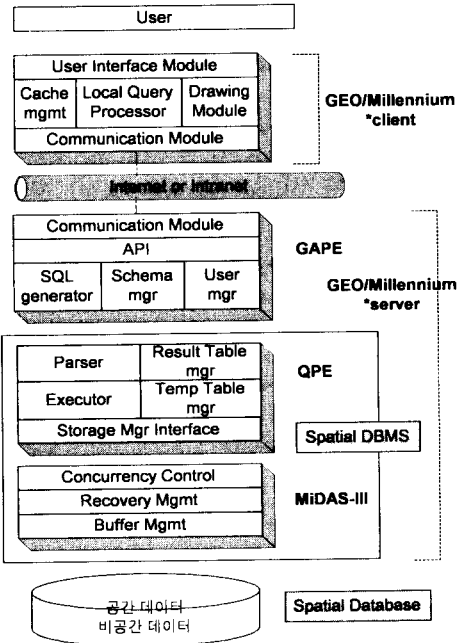 User
User Interface Module
Cache mgmt
Local Query Processor
Drawing Module
Communication Module
GEO/Millennium
*client
Internet or Intranet
Communication Module
API
SQL generator
Schema mgr
User mgr
GAPE
GEO/Millennium
*server
Parser
Result Table mgr
Executor
Temp Table mgr
Storage Mgr Interface
QPE
Spatial DBMS
Concurrency Control
Recovery Mgmt
Buffer Mgmt
MiDAS-III
공간 데이터
비공간 데이터
Spatial Database